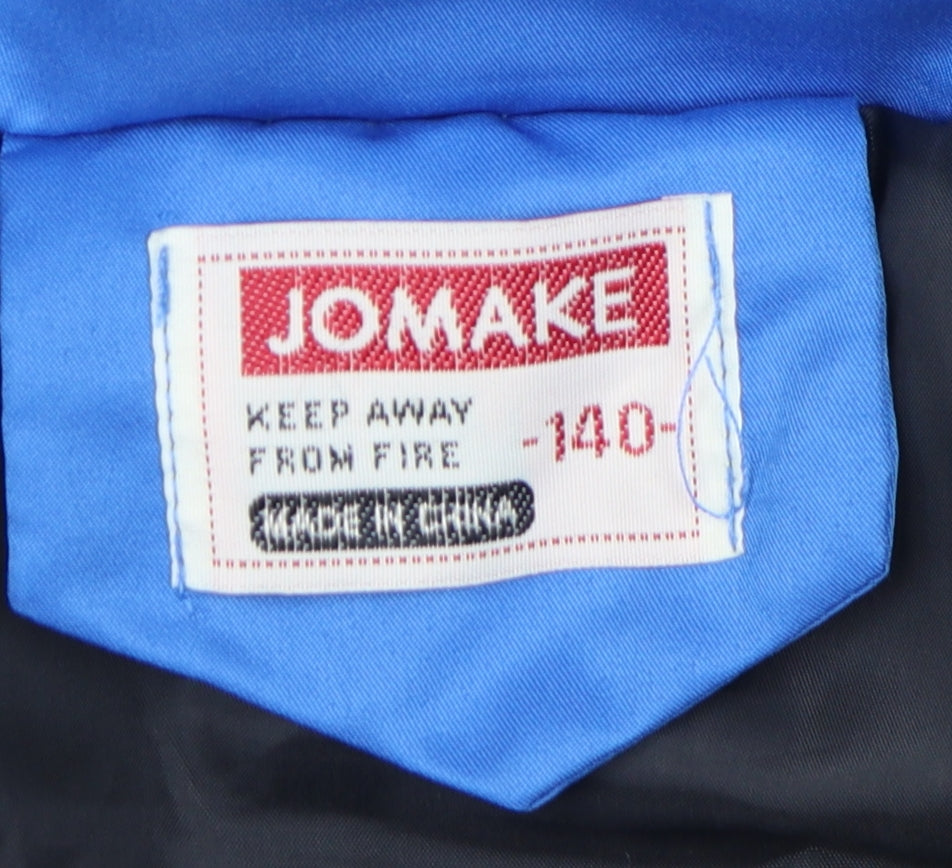 JOMAKE
KEEP AWAY
FROM FIRE
-140-
MADE IN CHINA